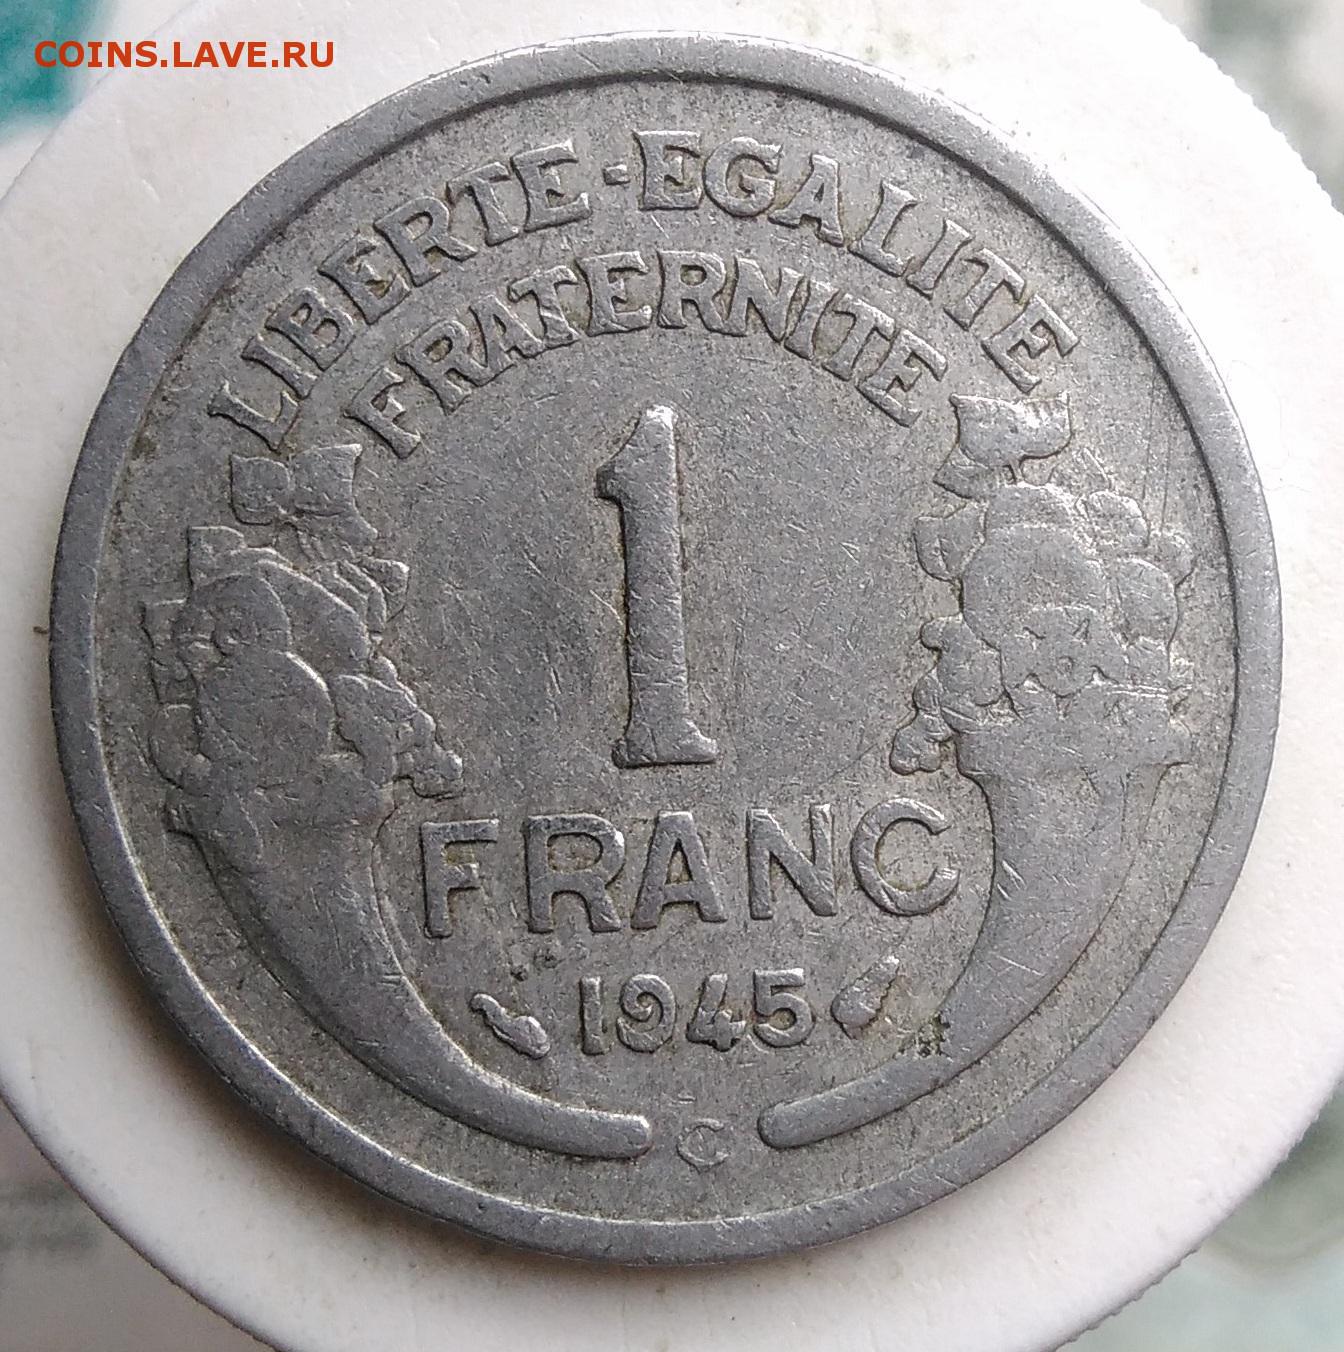 COINS.LAVE.RU
LIBERTE-EGALITE
FRATERNITE
1
FRANC
1945
C